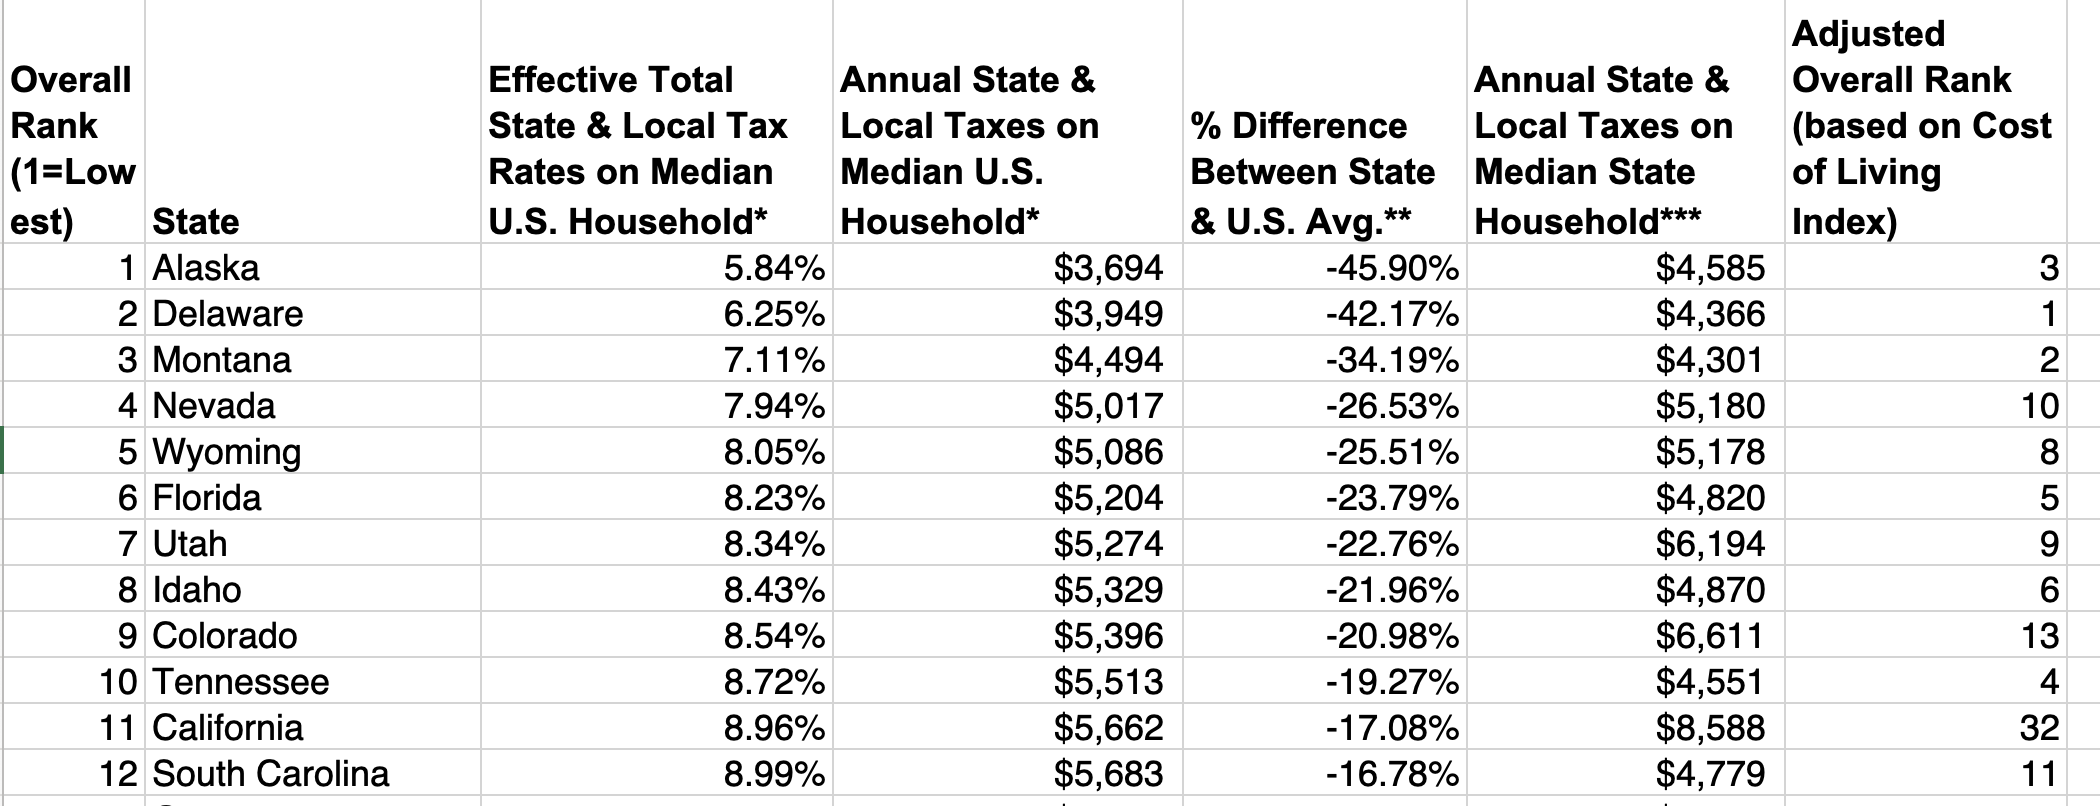 Overall Rank (1=Lowest) State Effective Total State & Local Tax Rates on Median U.S. Household* Annual State & Local Taxes on Median U.S. Household* % Difference Between State & U.S. Avg.** Annual State & Local Taxes on Median State Household*** Adjusted Overall Rank (based on Cost of Living Index)
1 Alaska 5.84% $3,694 -45.90% $4,585 3
2 Delaware 6.25% $3,949 -42.17% $4,366 1
3 Montana 7.11% $4,494 -34.19% $4,301 2
4 Nevada 7.94% $5,017 -26.53% $5,180 10
5 Wyoming 8.05% $5,086 -25.51% $5,178 8
6 Florida 8.23% $5,204 -23.79% $4,820 5
7 Utah 8.34% $5,274 -22.76% $6,194 9
8 Idaho 8.43% $5,329 -21.96% $4,870 6
9 Colorado 8.54% $5,396 -20.98% $6,611 13
10 Tennessee 8.72% $5,513 -19.27% $4,551 4
11 California 8.96% $5,662 -17.08% $8,588 32
12 South Carolina 8.99% $5,683 -16.78% $4,779 11